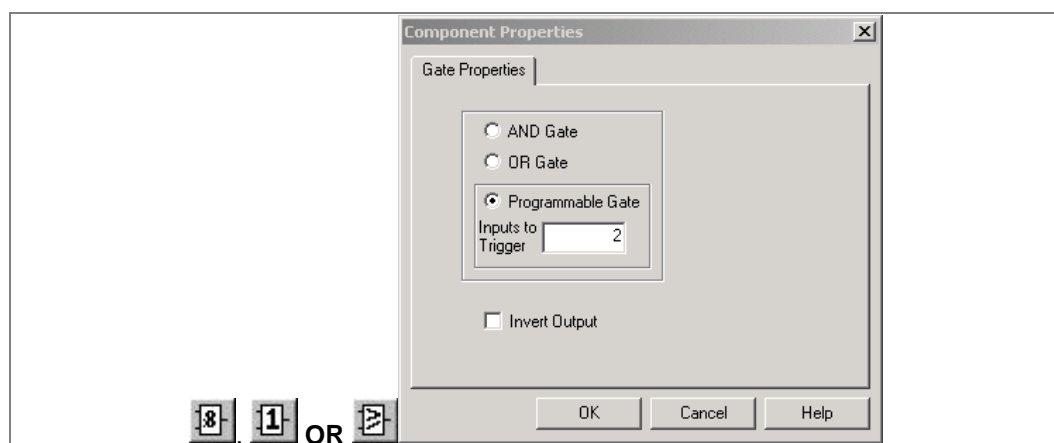 Component Properties
Gate Properties
AND Gate
OR Gate
Programmable Gate
Inputs to
Trigger
2
Invert Output
OK Cancel Help
&, 1 OR >